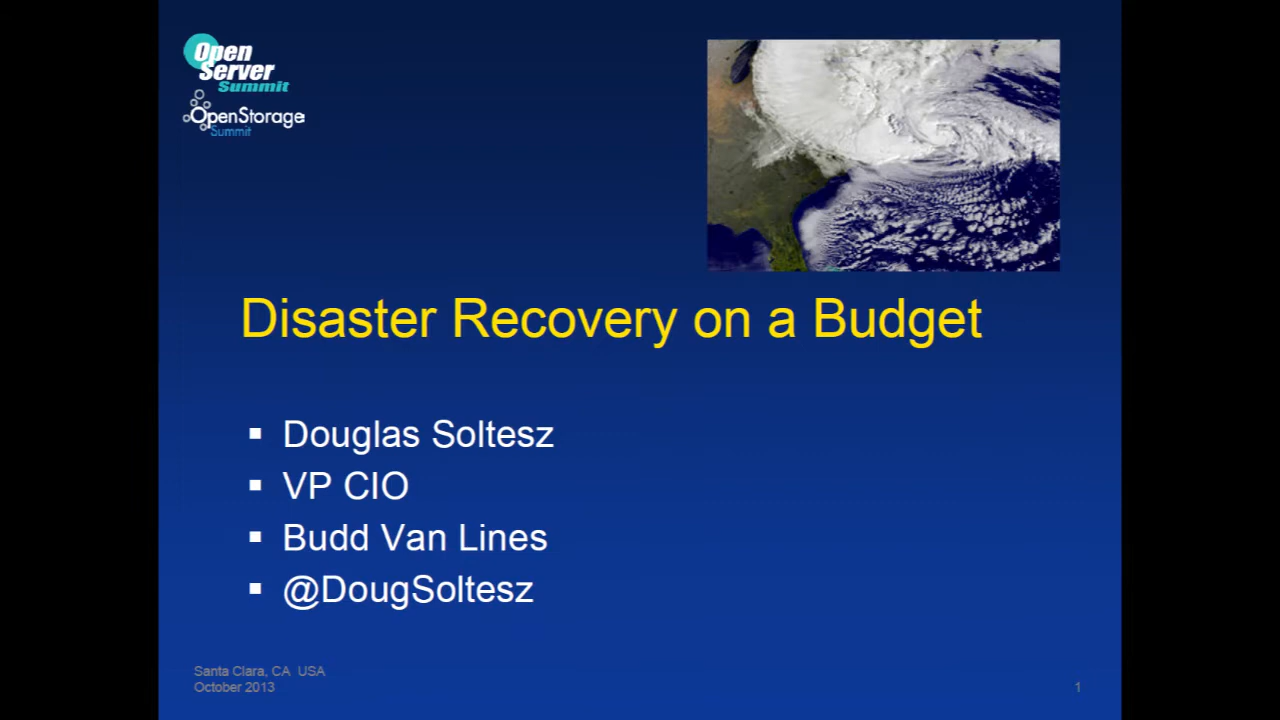 Open
Server
Summit
OpenStorage
Summit
Disaster Recovery on a Budget
▪ Douglas Soltesz
▪ VP CIO
▪ Budd Van Lines
▪ @DougSoltesz
Santa Clara, CA USA
October 2013
1